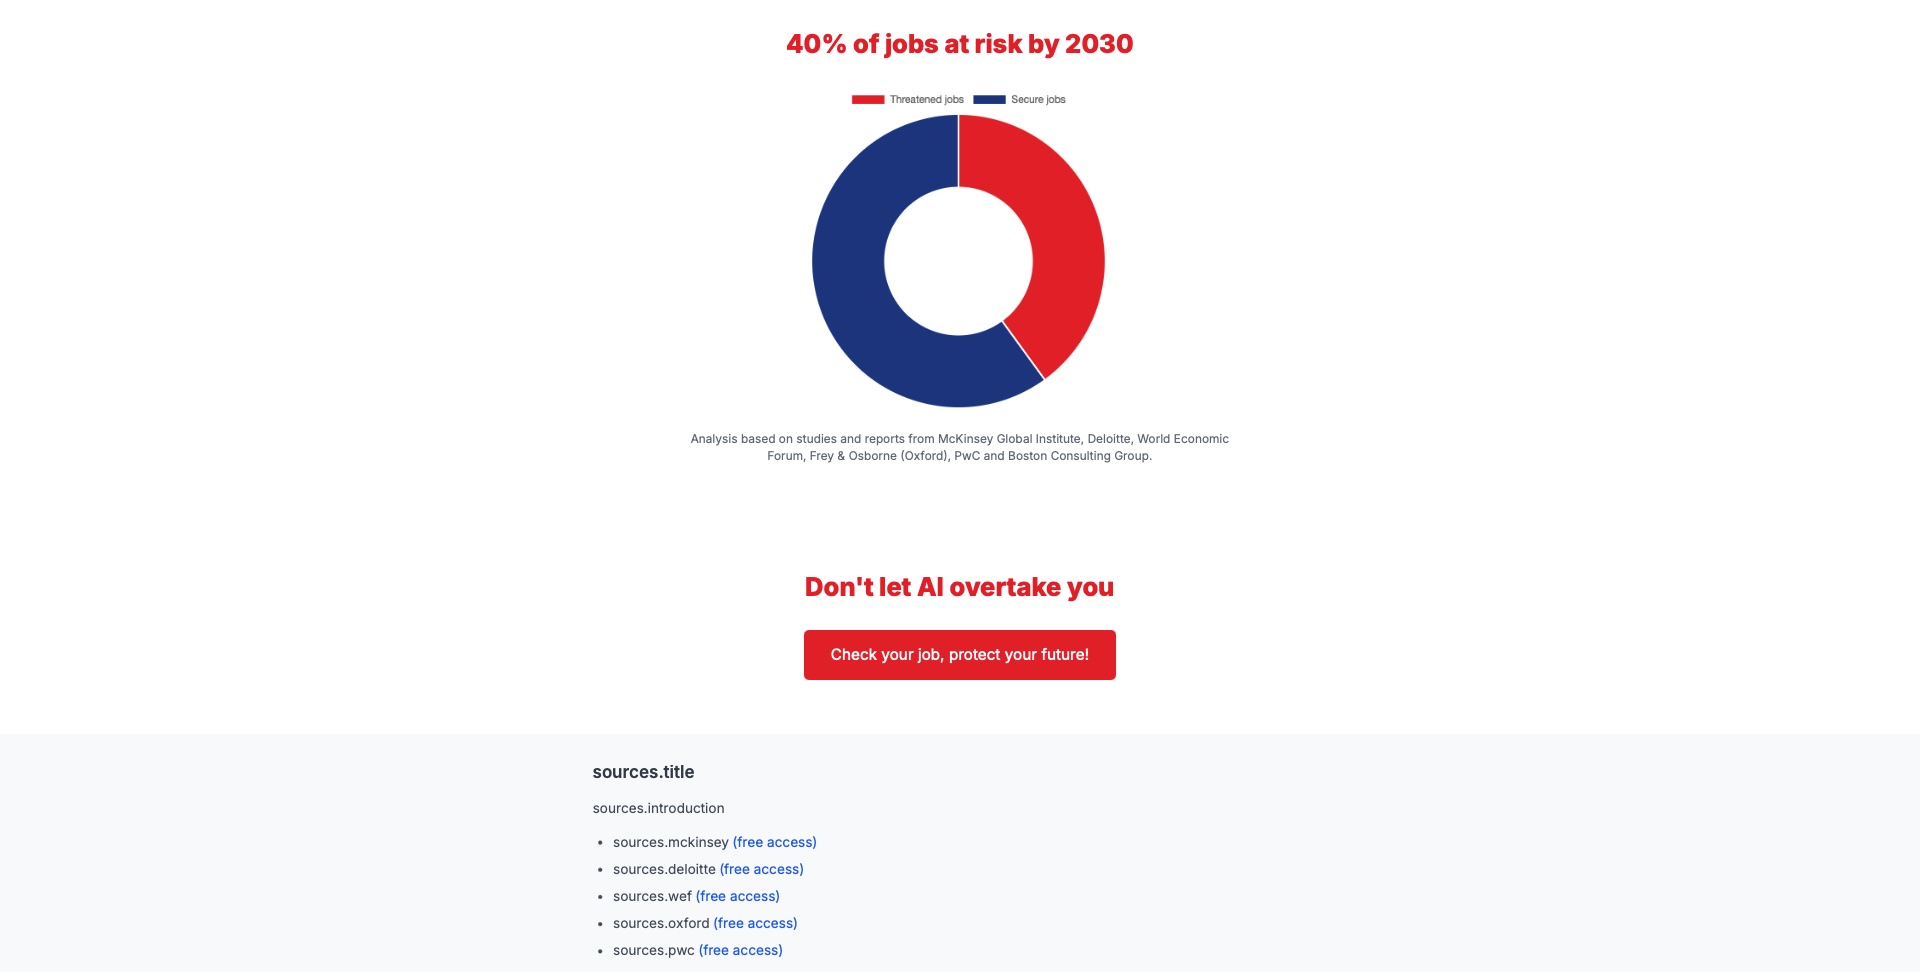 40% of jobs at risk by 2030
Threatened jobs Secure jobs
Analysis based on studies and reports from McKinsey Global Institute, Deloitte, World Economic
Forum, Frey & Osborne (Oxford), PwC and Boston Consulting Group.
Don't let AI overtake you
Check your job, protect your future!
sources.title
sources.introduction
• sources.mckinsey (free access)
• sources.deloitte (free access)
• sources.wef (free access)
• sources.oxford (free access)
• sources.pwc (free access)